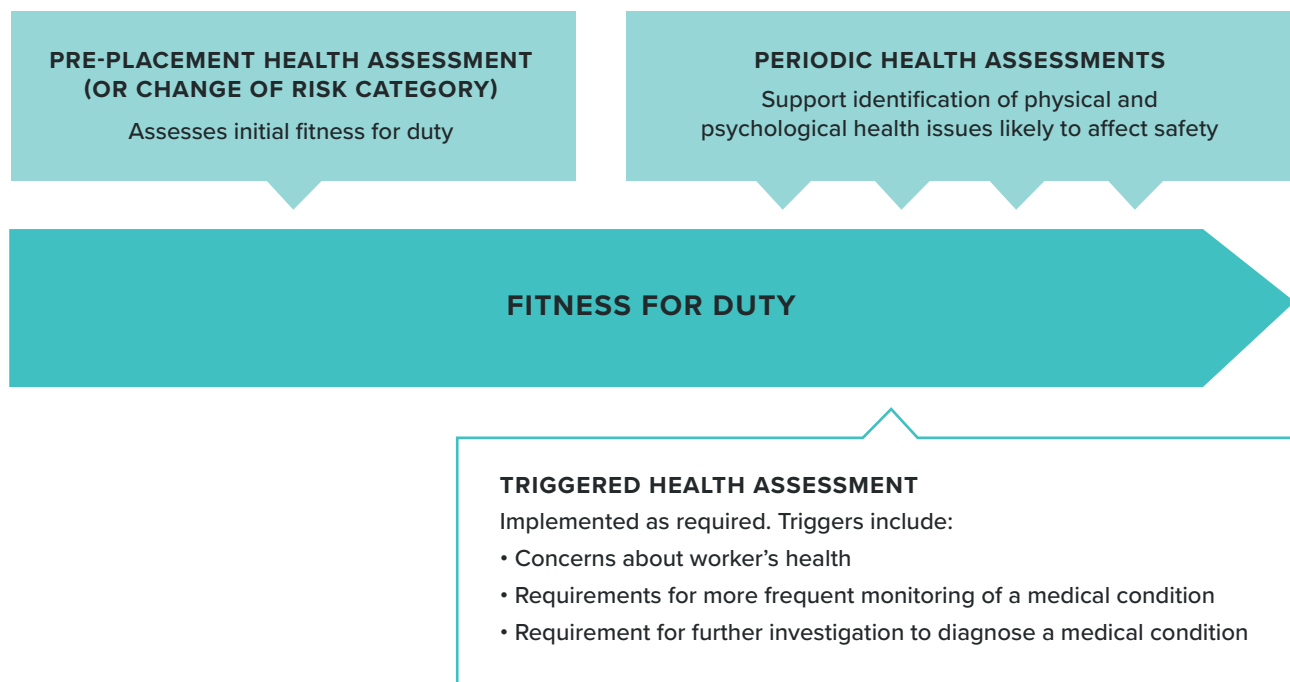 PRE-PLACEMENT HEALTH ASSESSMENT
(OR CHANGE OF RISK CATEGORY)
Assesses initial fitness for duty
PERIODIC HEALTH ASSESSMENTS
Support identification of physical and
psychological health issues likely to affect safety
FITNESS FOR DUTY
TRIGGERED HEALTH ASSESSMENT
Implemented as required. Triggers include:
• Concerns about worker’s health
• Requirements for more frequent monitoring of a medical condition
• Requirement for further investigation to diagnose a medical condition